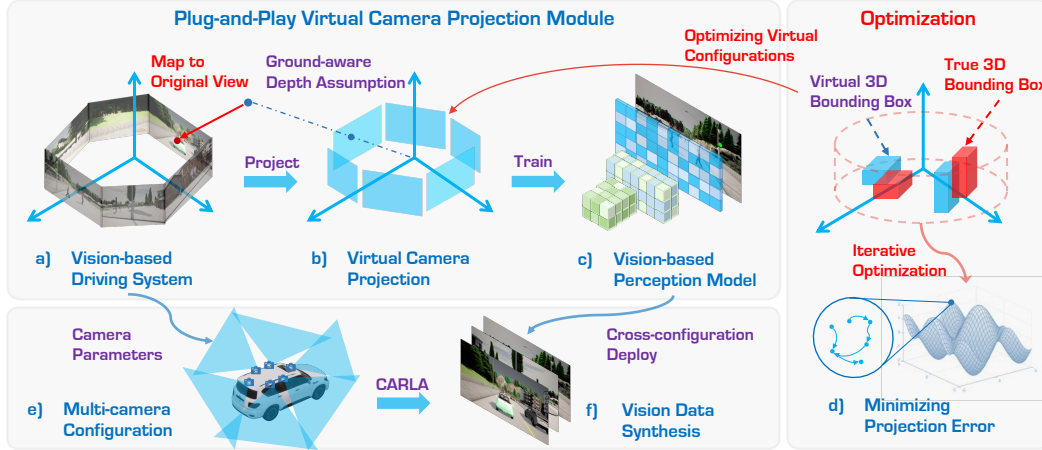 Plug-and-Play Virtual Camera Projection Module
Optimization
Map to
Original View
Ground-aware
Depth Assumption
Optimizing Virtual
Configurations
Virtual 3D
Bounding Box
True 3D
Bounding Box
Project
Train
a) Vision-based
Driving System
b) Virtual Camera
Projection
c) Vision-based
Perception Model
Iterative
Optimization
Camera
Parameters
CARLA
Cross-configuration
Deploy
e) Multi-camera
Configuration
f) Vision Data
Synthesis
d) Minimizing
Projection Error